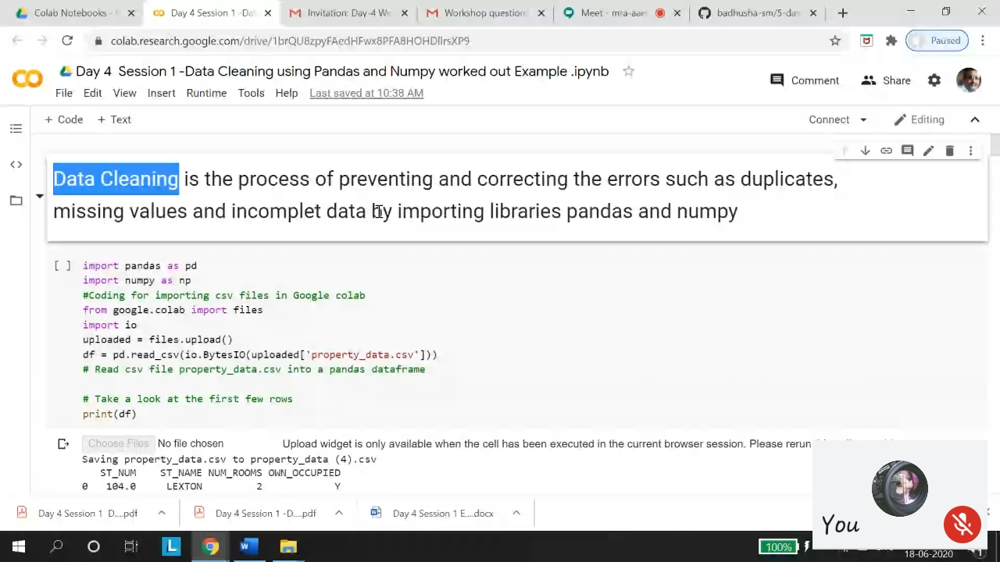 Colab Notebooks -
Day 4 Session 1 -Da
Invitation: Day-4 Wo
Workshop question
Meet - mra-aae
badhusha-sm/5-day
colab.research.google.com/drive/
Paused
Day 4 Session 1 -Data Cleaning using Pandas and Numpy worked out Example .ipynb
Comment
Share
File Edit View Insert Runtime Tools Help Last saved at 10:38 AM
+ Code + Text
Connect
Editing
Data Cleaning is the process of preventing and correcting the errors such as duplicates,
missing values and incomplet data by importing libraries pandas and numpy
[ ] import pandas as pd
import numpy as np
#Coding for importing csv files in Google colab
from google.colab import files
import io
uploaded = files.upload()
df = pd.read_csv(io.BytesIO(uploaded['property_data.csv']))
# Read csv file property_data.csv into a pandas dataframe
# Take a look at the first few rows
print(df)
Choose Files No file chosen Upload widget is only available when the cell has been executed in the current browser session. Please rerun
Saving property_data.csv to property_data (4).csv
ST_NUM ST_NAME NUM_ROOMS OWN_OCCUPIED
0 104.0 LEXTON 2 Y
Day 4 Session 1 D....pdf
Day 4 Session 1 -D....pdf
Day 4 Session 1 E....docx
You
100%
18-06-2020